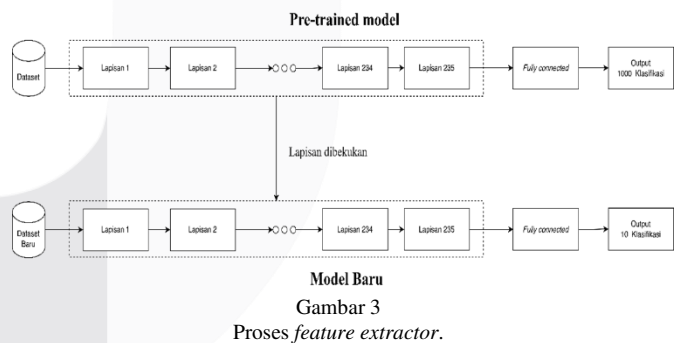 Pre-trained model
Dataset
Lapisan 1
Lapisan 2
Lapisan 234
Lapisan 235
Fully connected
Output
1000 Klasifikasi
Lapisan dibekukan
Dataset
Baru
Lapisan 1
Lapisan 2
Lapisan 234
Lapisan 235
Fully connected
Output
10 Klasifikasi
Model Baru
Gambar 3
Proses feature extractor.